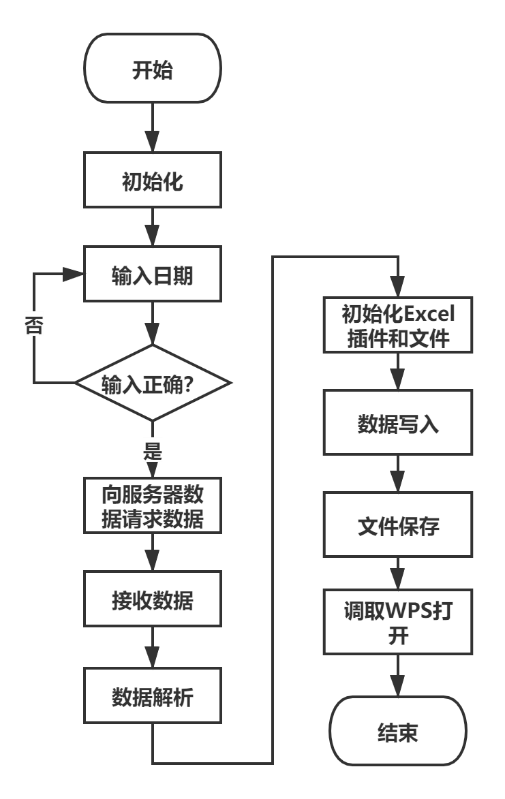 开始
初始化
输入日期
否
输入正确?
是
向服务器数
据请求数据
接收数据
数据解析
初始化Excel
插件和文件
数据写入
文件保存
调取WPS打
开
结束